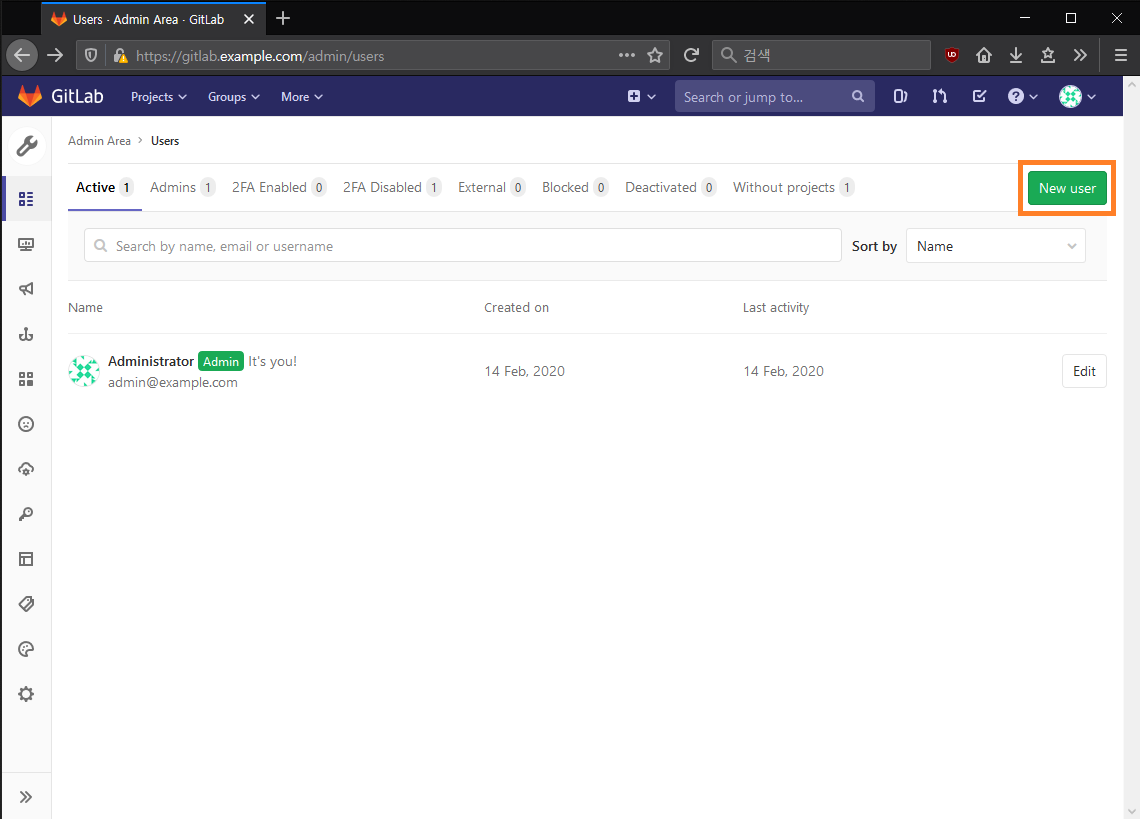 Users · Admin Area · GitLab
https://gitlab.example.com/admin/users
검색
GitLab Projects Groups More Search or jump to...
Admin Area > Users
Active 1 Admins 1 2FA Enabled 0 2FA Disabled 1 External 0 Blocked 0 Deactivated 0 Without projects 1 New user
Search by name, email or username Sort by Name
Name Created on Last activity
Administrator Admin It's you!
admin@example.com 14 Feb, 2020 14 Feb, 2020 Edit